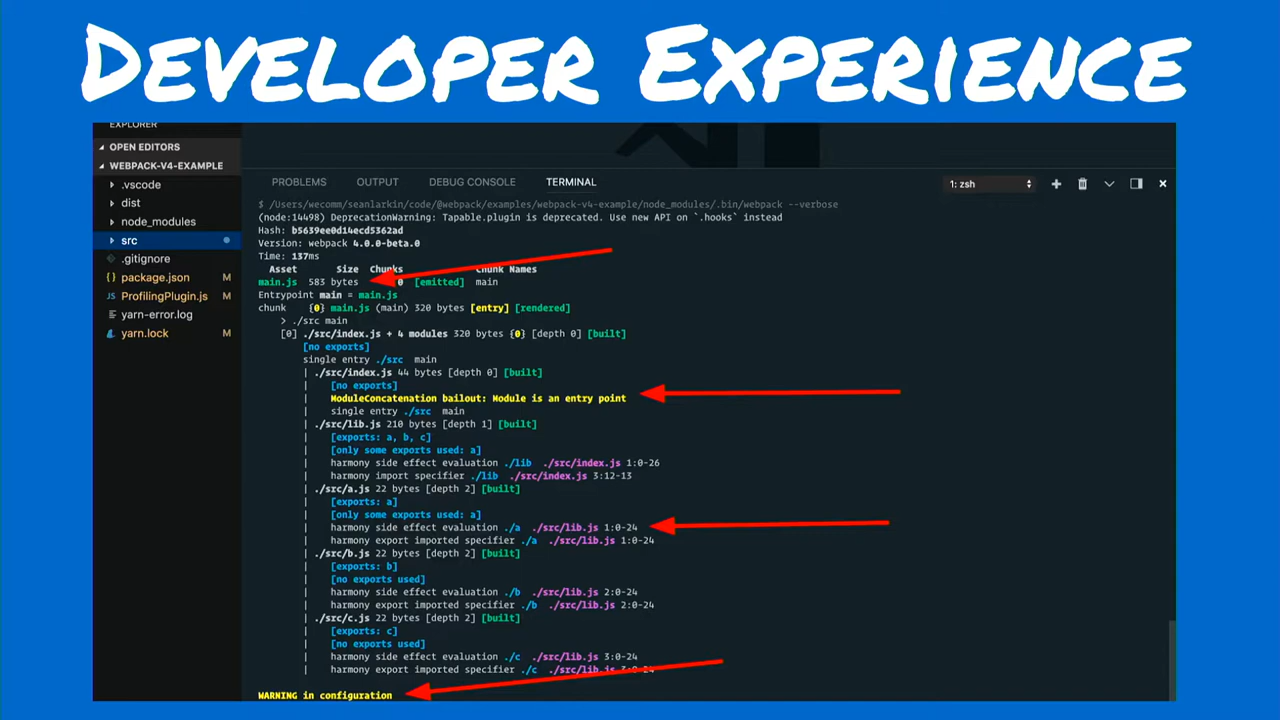 Developer Experience
EXPLORER
OPEN EDITORS
WEBPACK-V4-EXAMPLE
.vscode
dist
node_modules
src
.gitignore
package.json M
ProfilingPlugin.js M
yarn-error.log
yarn.lock M
PROBLEMS OUTPUT DEBUG CONSOLE TERMINAL 1: zsh
$ /Users/wecomm/seanlarkin/code/@webpack/examples/webpack-v4-example/node_modules/.bin/webpack --verbose
(node:14498) DeprecationWarning: Tapable.plugin is deprecated. Use new API on `.hooks` instead
Hash: b5639ee0d14ecd5362ad
Version: webpack 4.0.0-beta.0
Time: 137ms
Asset Size Chunks Chunk Names
main.js 583 bytes 0 [emitted] main
Entrypoint main = main.js
chunk {0} main.js (main) 320 bytes [entry] [rendered]
> ./src main
[0] ./src/index.js + 4 modules 320 bytes {0} [depth 0] [built]
[no exports]
single entry ./src main
| ./src/index.js 44 bytes [depth 0] [built]
| [no exports]
| ModuleConcatenation bailout: Module is an entry point
| single entry ./src main
| ./src/lib.js 210 bytes [depth 1] [built]
| [exports: a, b, c]
| [only some exports used: a]
| harmony side effect evaluation ./lib ./src/index.js 1:0-26
| harmony import specifier ./lib ./src/index.js 3:12-13
| ./src/a.js 22 bytes [depth 2] [built]
| [exports: a]
| [only some exports used: a]
| harmony side effect evaluation ./a ./src/lib.js 1:0-24
| harmony export imported specifier ./a ./src/lib.js 1:0-24
| ./src/b.js 22 bytes [depth 2] [built]
| [exports: b]
| [no exports used]
| harmony side effect evaluation ./b ./src/lib.js 2:0-24
| harmony export imported specifier ./b ./src/lib.js 2:0-24
| ./src/c.js 22 bytes [depth 2] [built]
| [exports: c]
| [no exports used]
| harmony side effect evaluation ./c ./src/lib.js 3:0-24
| harmony export imported specifier ./c ./src/lib.js 3:0-24
WARNING in configuration